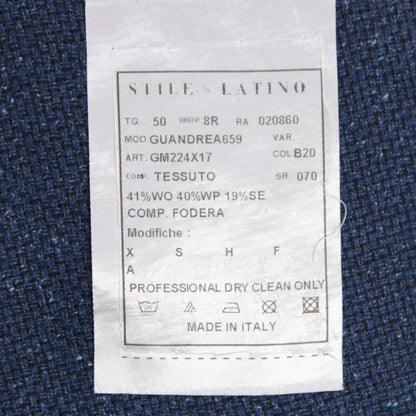 STILE LATINO
TG. 50 DROP 8R RA 020860
MOD GUANDREA659 VAR.
ART. GM224X17 COL B20
COMP. TESSUTO SR. 070
41%WO 40%WP 19%SE
COMP. FODERA
Modifiche :
X S H F
A
PROFESSIONAL DRY CLEAN ONLY
MADE IN ITALY